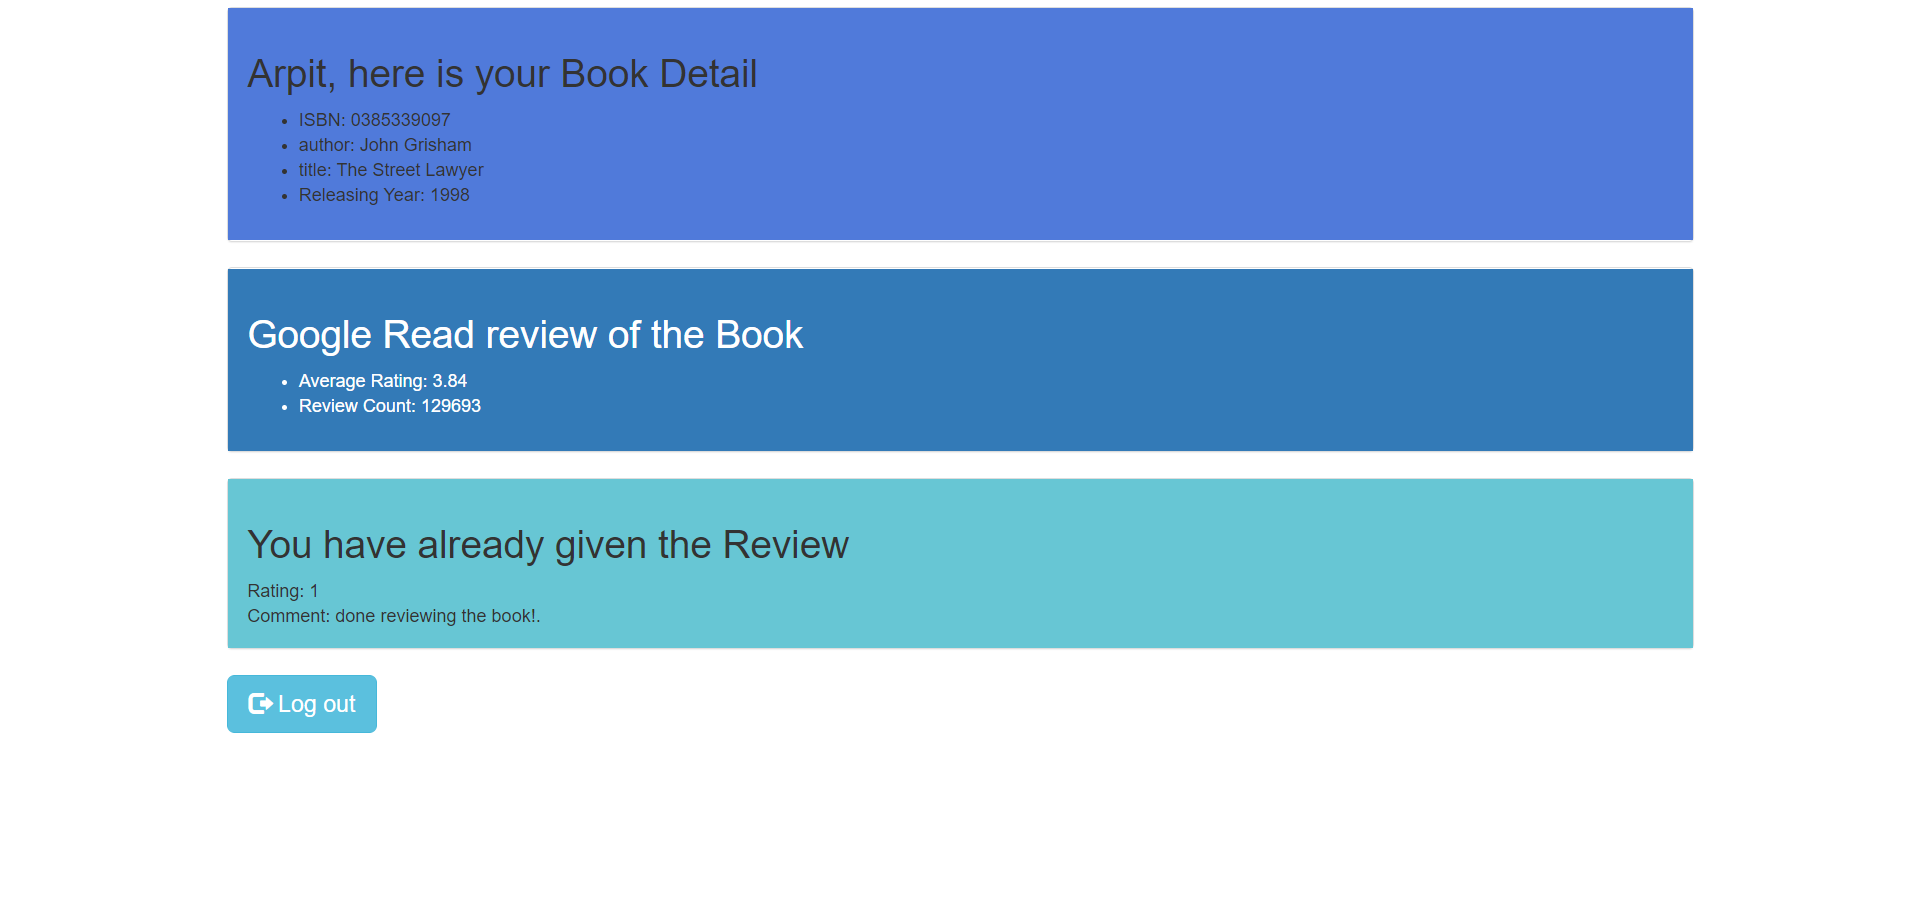 Arpit, here is your Book Detail
ISBN: 0385339097
author: John Grisham
title: The Street Lawyer
Releasing Year: 1998
Google Read review of the Book
Average Rating: 3.84
Review Count: 129693
You have already given the Review
Rating: 1
Comment: done reviewing the book!.
Log out